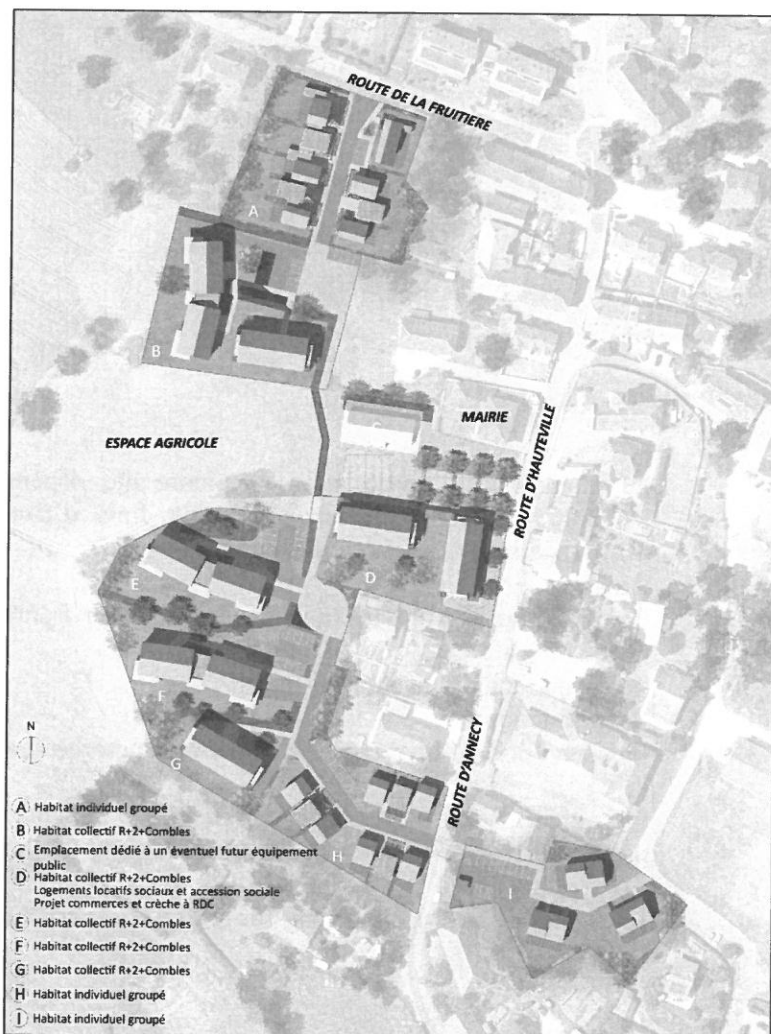 ROUTE DE LA FRUITIERE
A
B
C
MAIRIE
ESPACE AGRICOLE
ROUTE D'HAUTEVILLE
E
D
F
G
ROUTE D'ANNECY
H
I
N
A Habitat individuel groupé
B Habitat collectif R+2+Combles
C Emplacement dédié à un éventuel futur équipement
public
D Habitat collectif R+2+Combles
Logements locatifs sociaux et accession sociale
Projet commerces et crèche à RDC
E Habitat collectif R+2+Combles
F Habitat collectif R+2+Combles
G Habitat collectif R+2+Combles
H Habitat individuel groupé
I Habitat individuel groupé